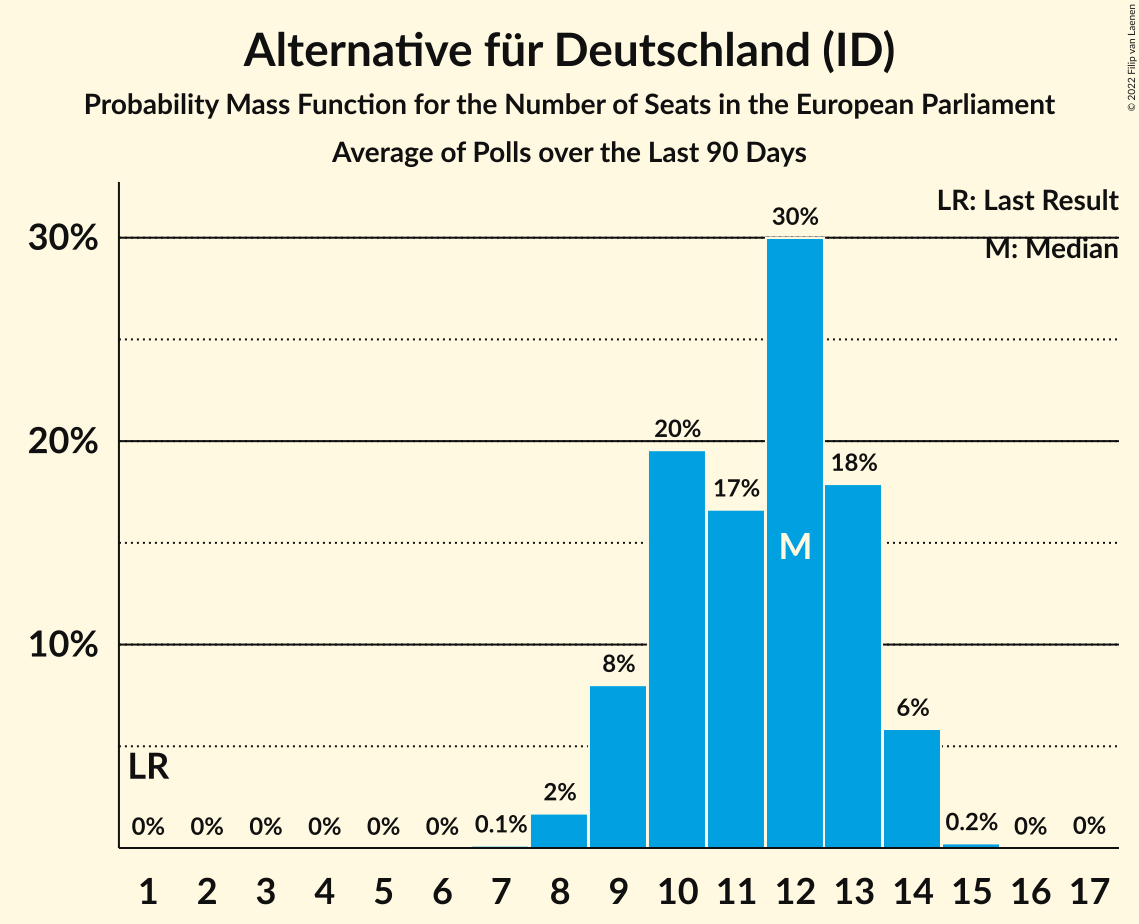 Alternative für Deutschland (ID)
Probability Mass Function for the Number of Seats in the European Parliament
Average of Polls over the Last 90 Days
© 2022 Filip van Laenen
LR: Last Result
M: Median
30%
20%
10%
30%
20%
18%
17%
M
8%
6%
LR
2%
0% 0% 0% 0% 0% 0% 0.1% 0.2% 0% 0%
1 2 3 4 5 6 7 8 9 10 11 12 13 14 15 16 17